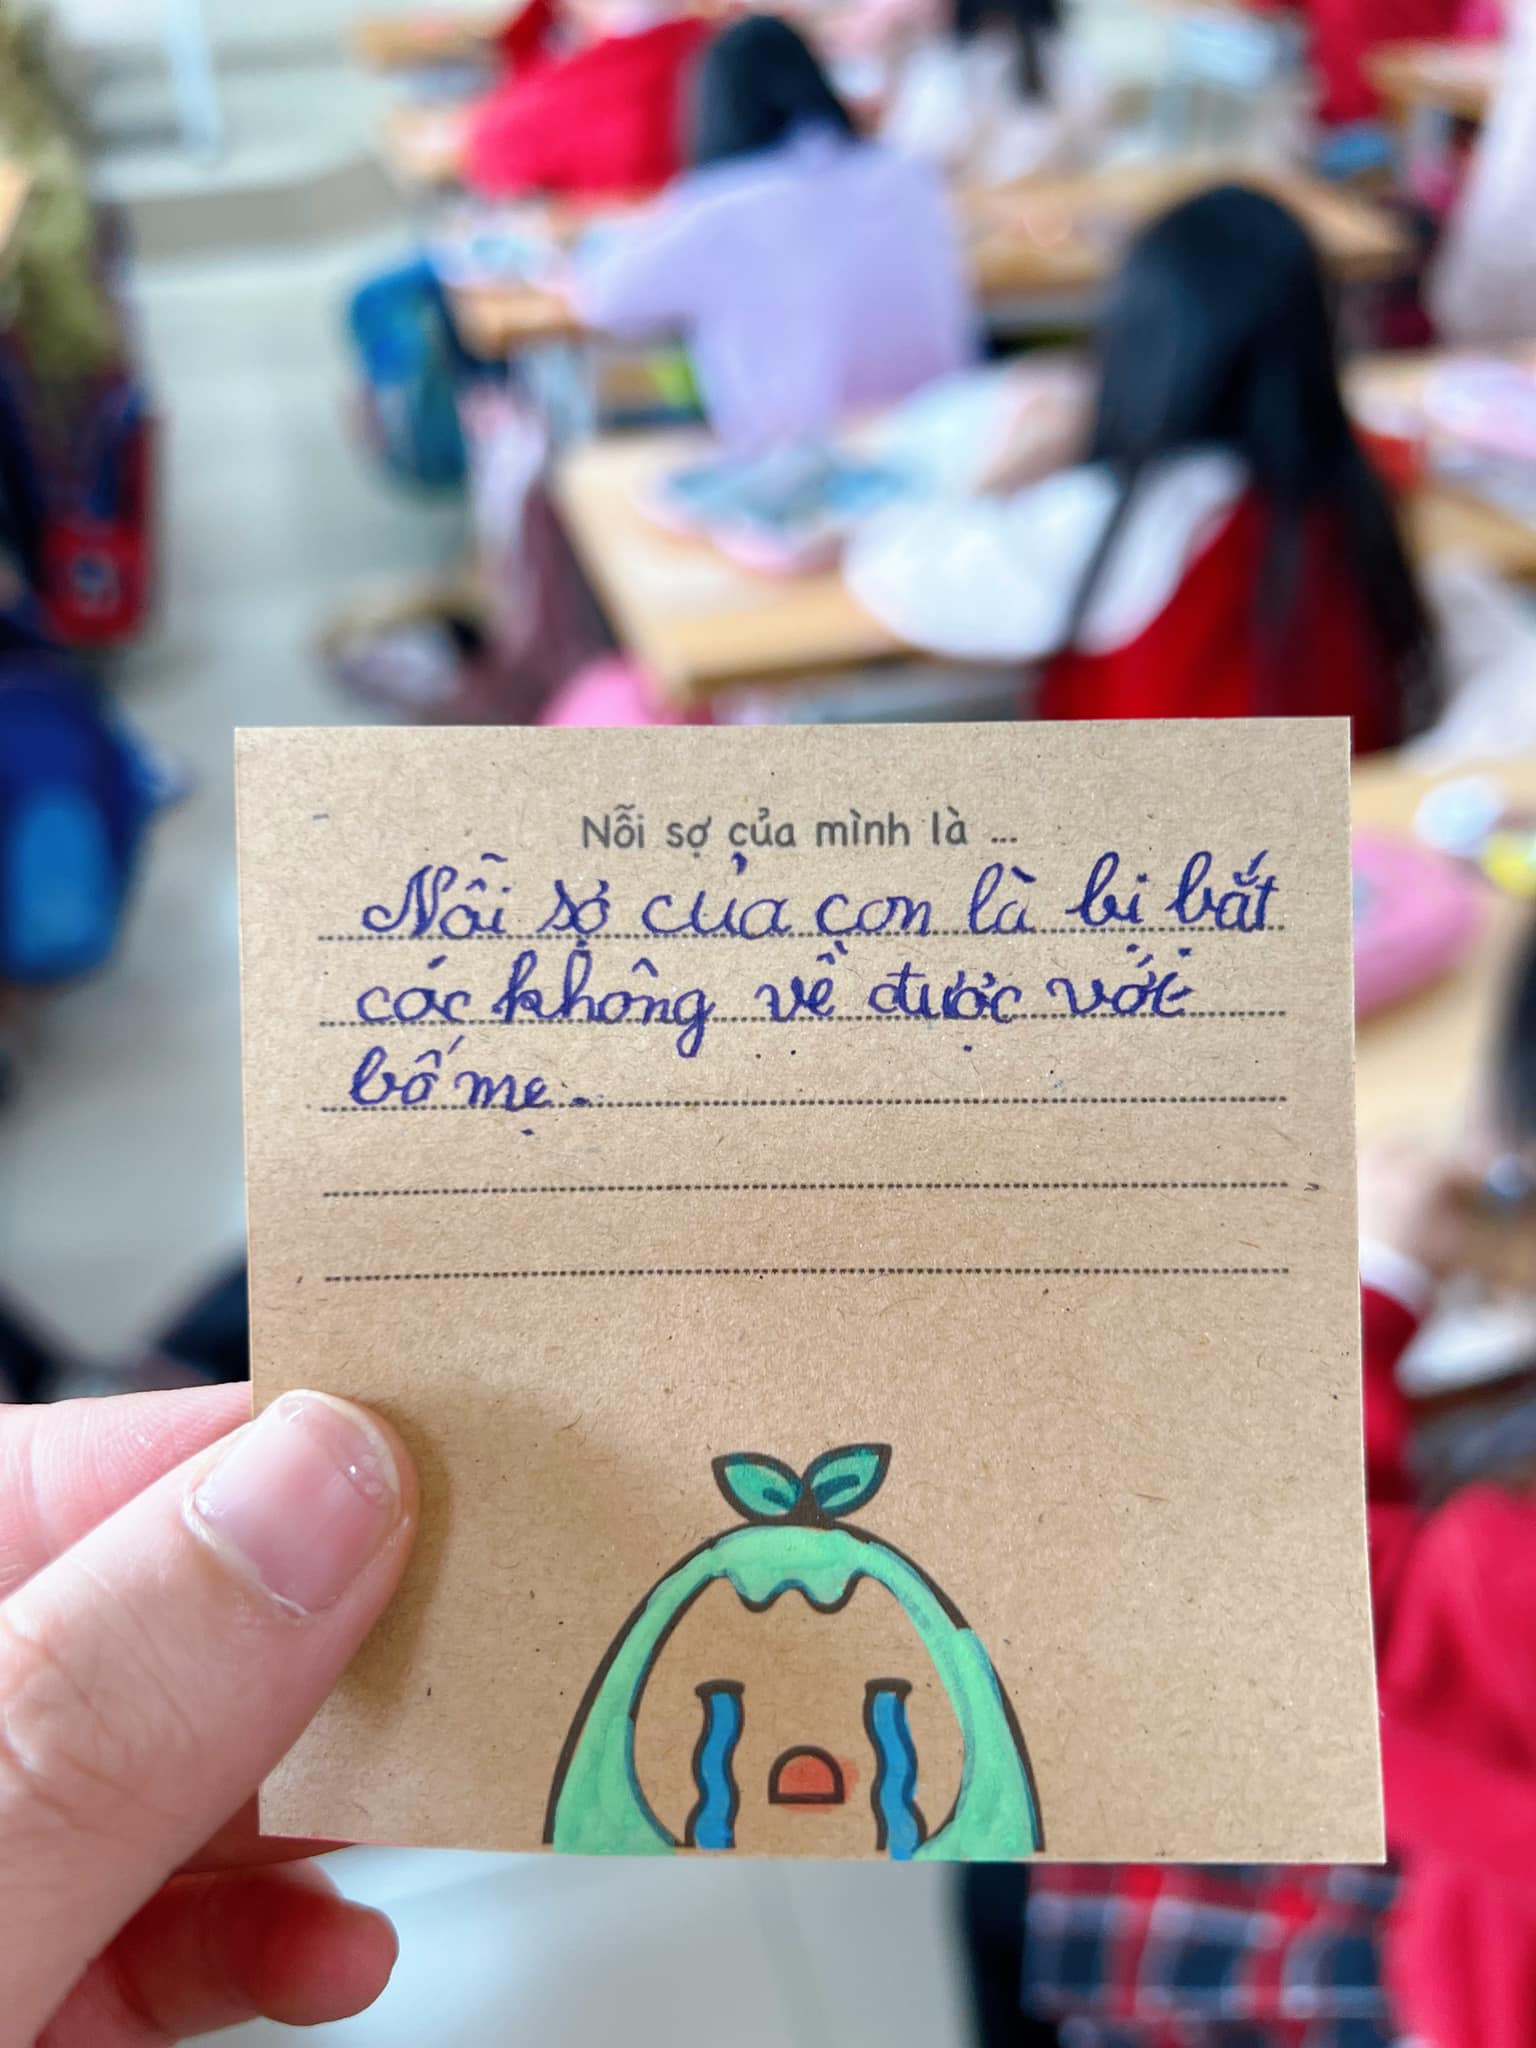 Nỗi sợ của mình là ...
Nỗi sợ của con là bị bắt
cóc không về được với
bố mẹ.